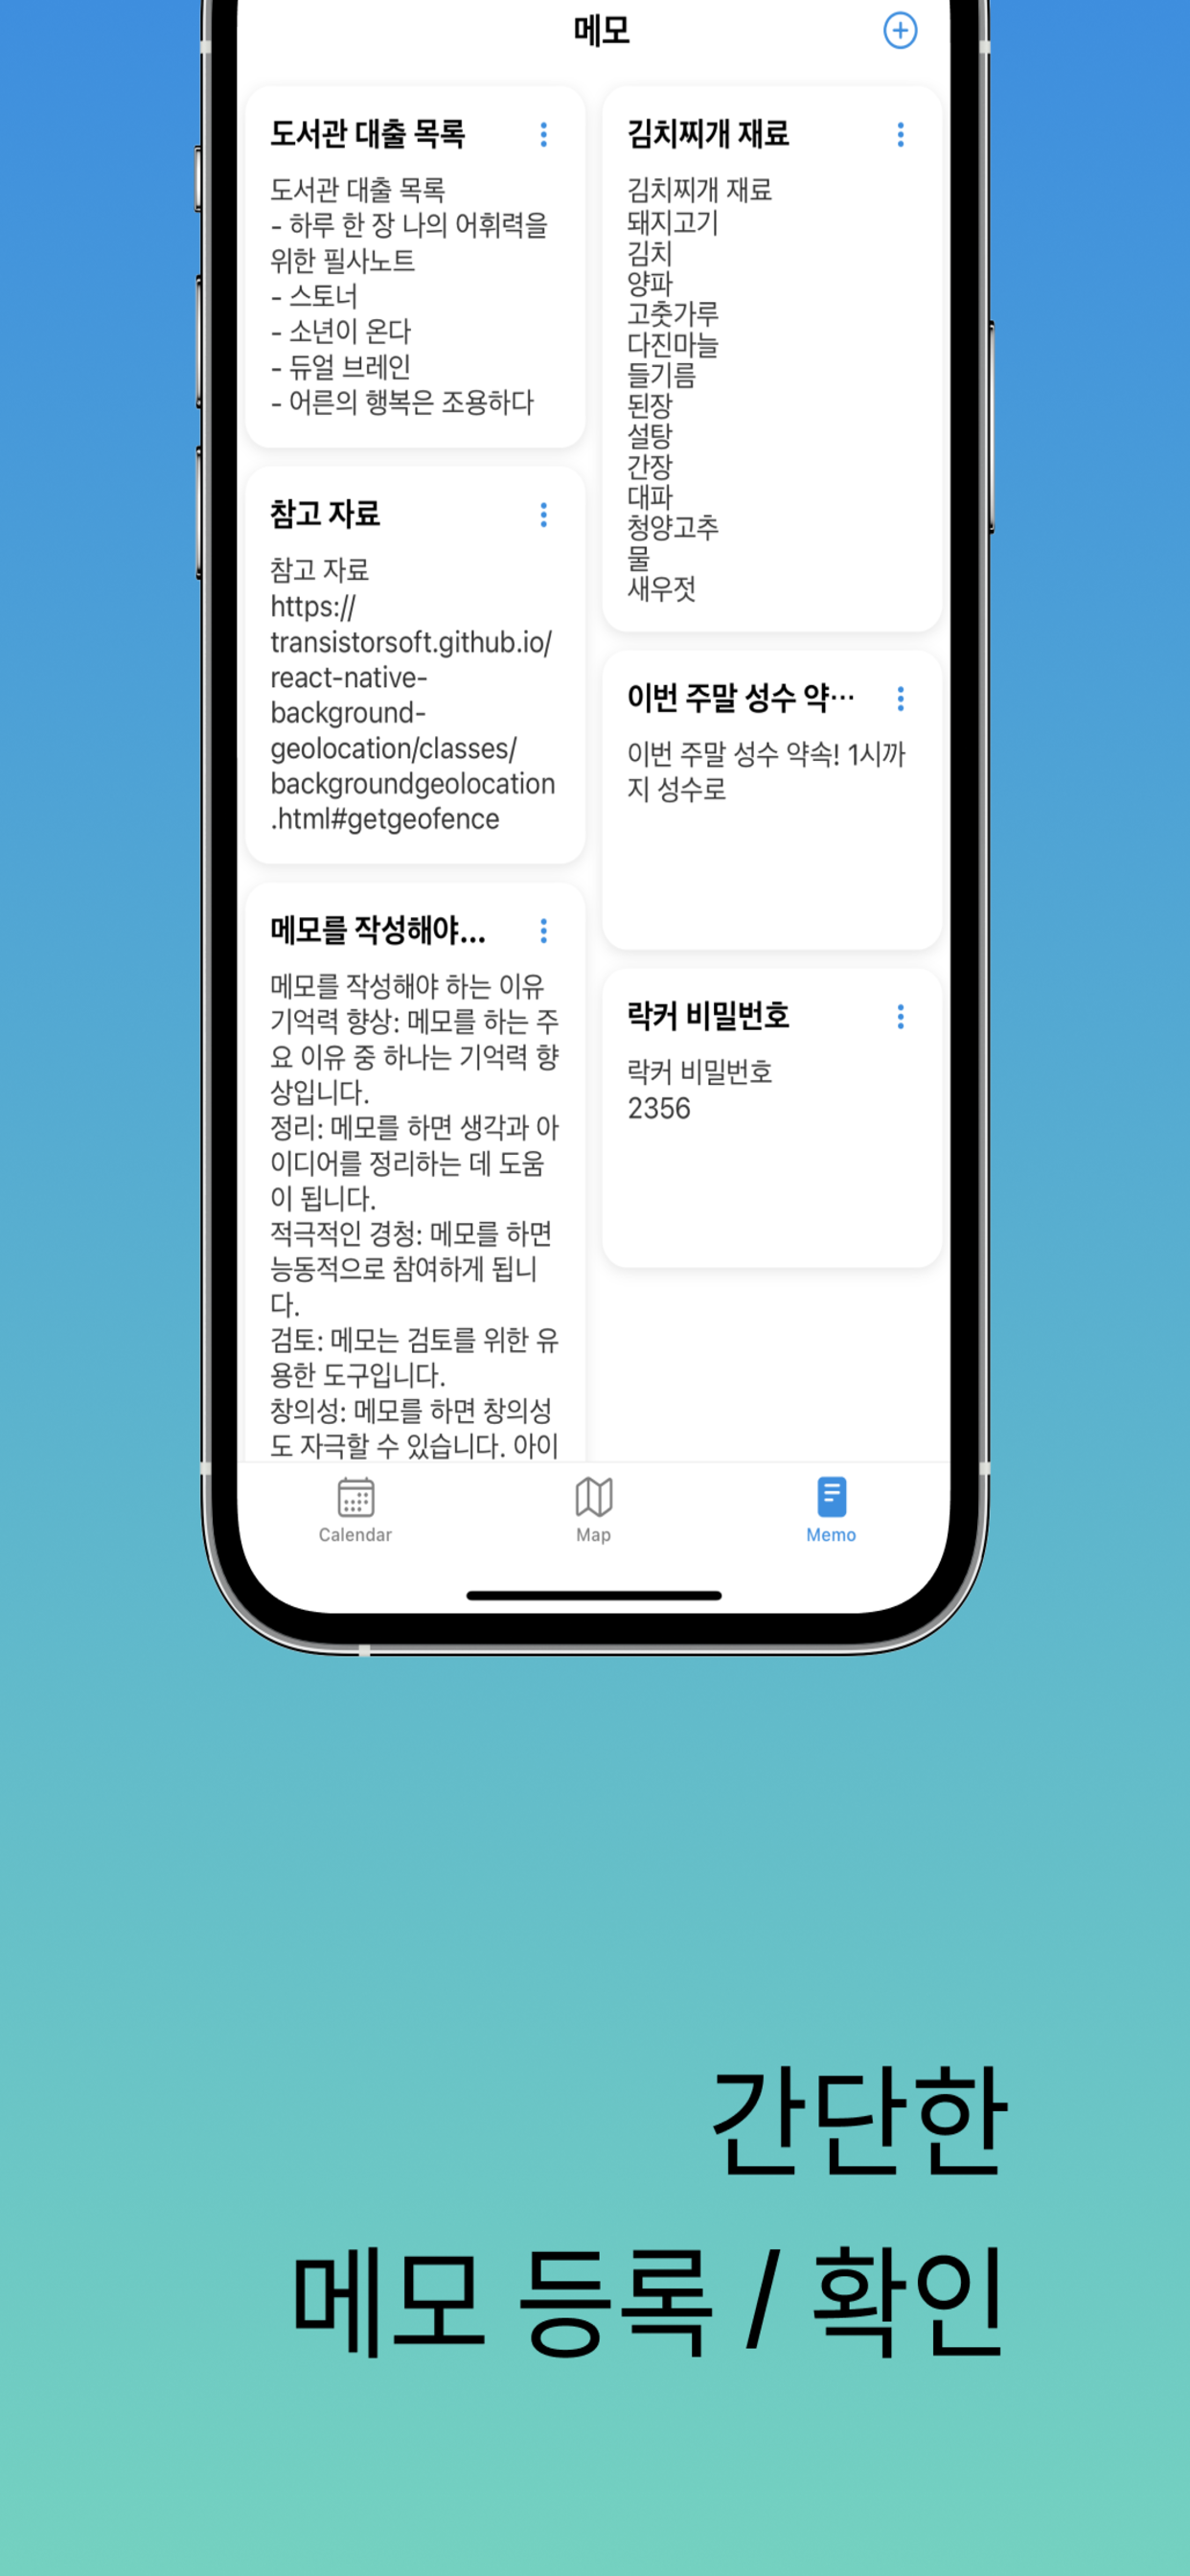 메모
도서관 대출 목록
도서관 대출 목록
- 하루 한 장 나의 어휘력을
위한 필사노트
- 스토너
- 소년이 온다
- 듀얼 브레인
- 어른의 행복은 조용하다
참고 자료
참고 자료
https://
transistorsoft.github.io/
react-native-
background-
geolocation/classes/
backgroundgeolocation
.html#getgeofence
메모를 작성해야...
메모를 작성해야 하는 이유
기억력 향상: 메모를 하는 주
요 이유 중 하나는 기억력 향
상입니다.
정리: 메모를 하면 생각과 아
이디어를 정리하는 데 도움
이 됩니다.
적극적인 경청: 메모를 하면
능동적으로 참여하게 됩니
다.
검토: 메모는 검토를 위한 유
용한 도구입니다.
창의성: 메모를 하면 창의성
도 자극할 수 있습니다. 아이
김치찌개 재료
김치찌개 재료
돼지고기
김치
양파
고춧가루
다진마늘
들기름
된장
설탕
간장
대파
청양고추
물
새우젓
이번 주말 성수 약…
이번 주말 성수 약속! 1시까
지 성수로
락커 비밀번호
락커 비밀번호
2356
Calendar
Map
Memo
간단한
메모 등록 / 확인